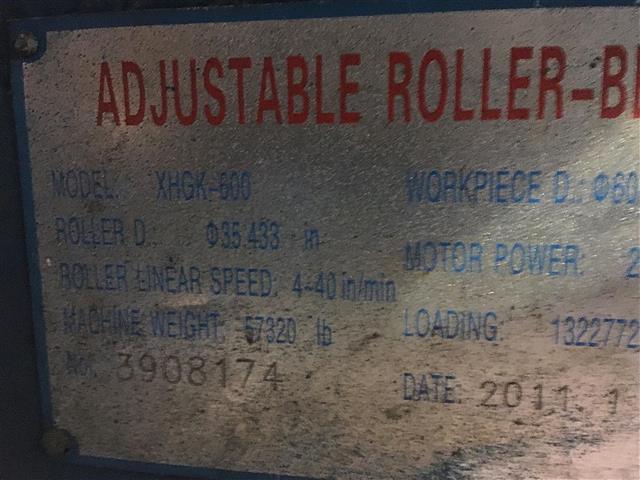 ADJUSTABLE ROLLER-B
MODEL: XHGK-600 WORKPIECE D.: Φ60
ROLLER D.: Φ35.433 in MOTOR POWER: 2
ROLLER LINEAR SPEED: 4-40 in/min
MACHINE WEIGHT: 57320 lb LOADING: 1322772
No. 3908174 DATE: 2011.1